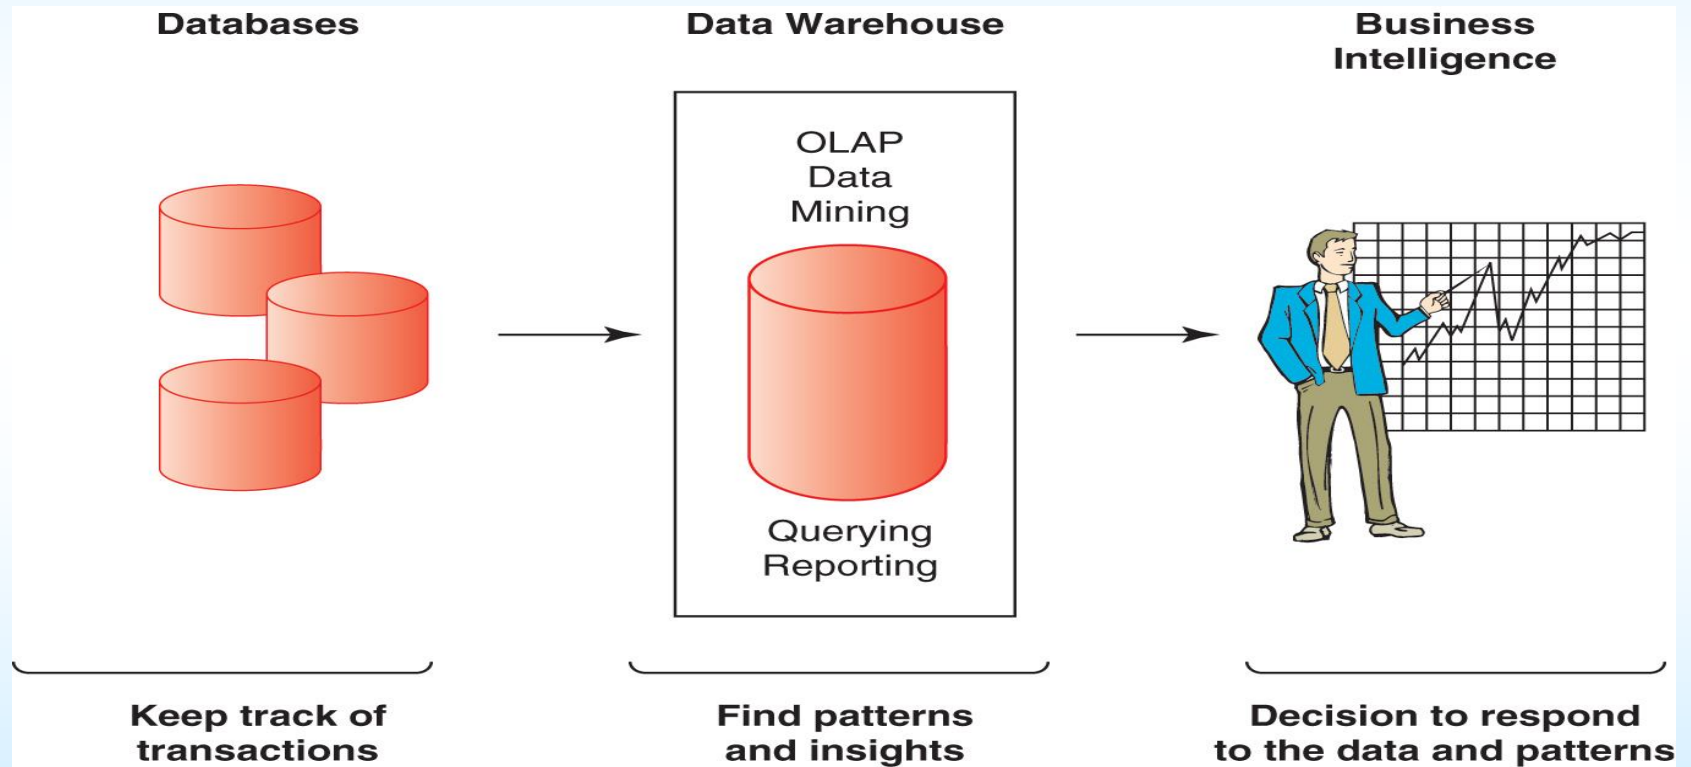 Databases
Data Warehouse
Business
Intelligence
OLAP
Data
Mining
Querying
Reporting
Keep track of
transactions
Find patterns
and insights
Decision to respond
to the data and patterns